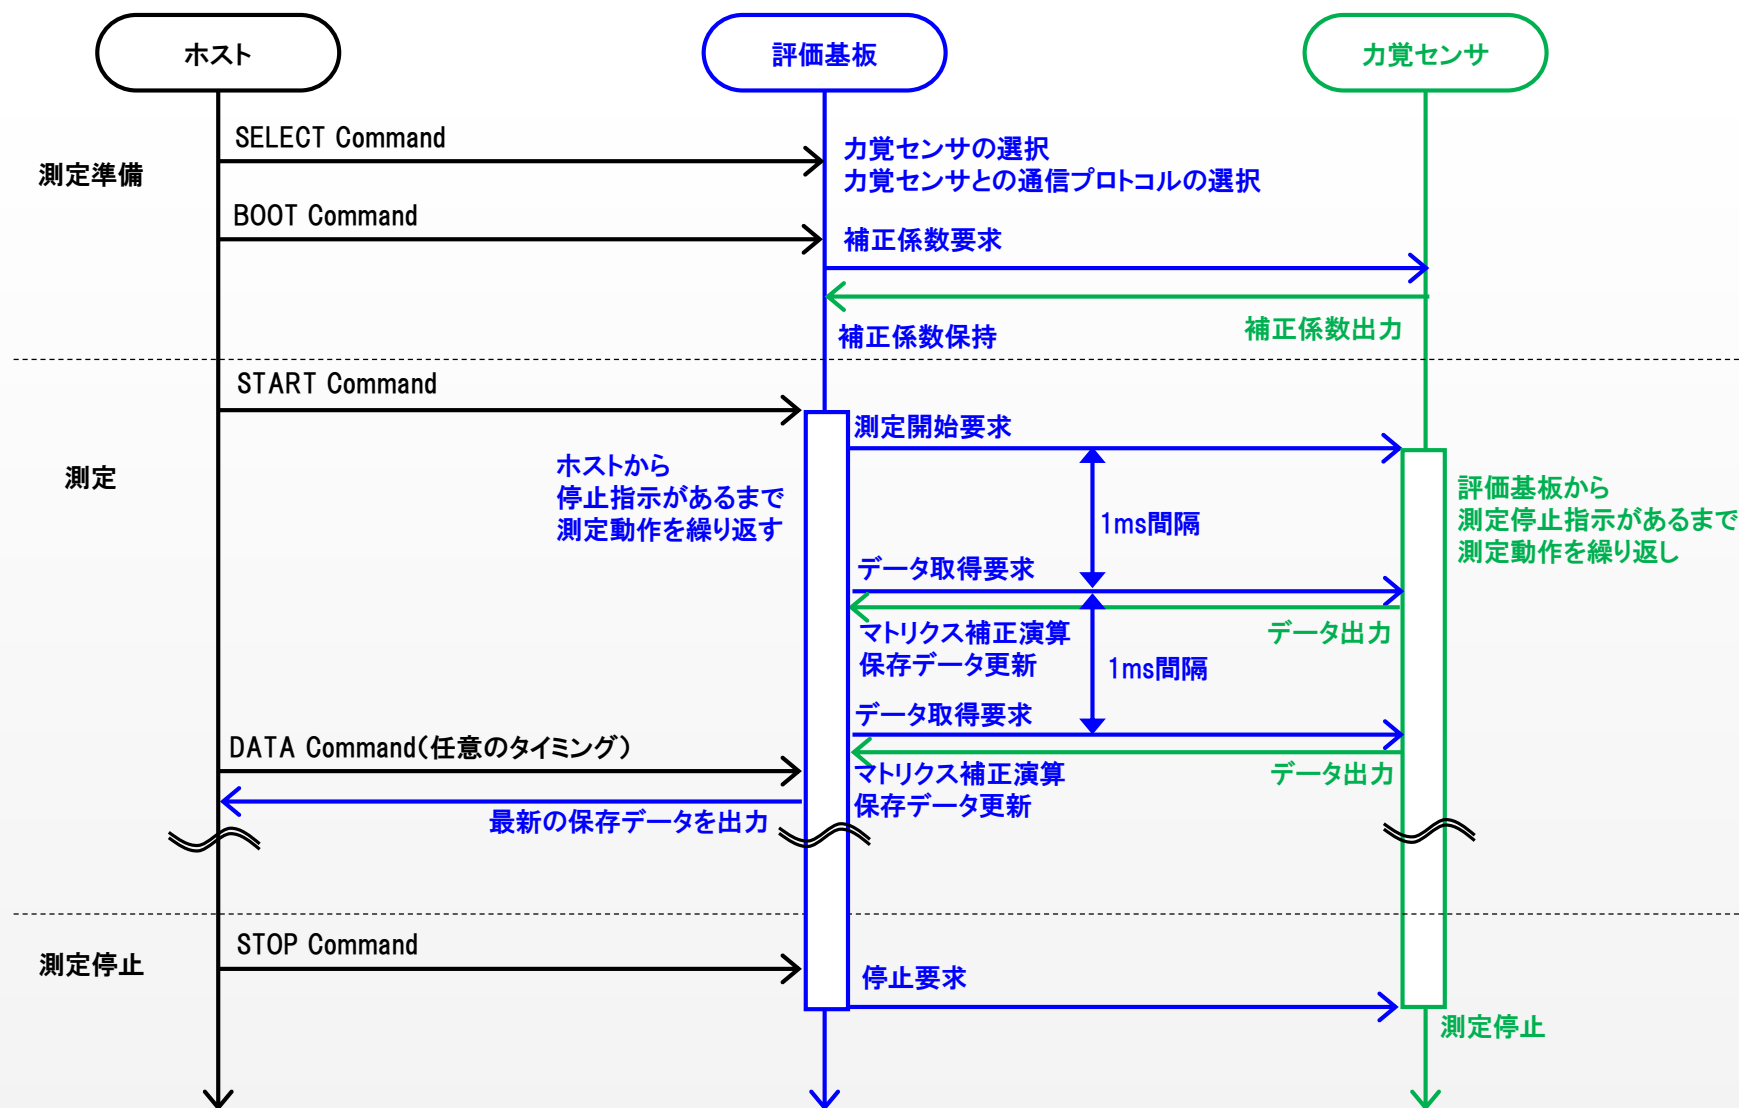 ホスト
評価基板
力覚センサ
測定準備
SELECT Command
力覚センサの選択
力覚センサとの通信プロトコルの選択
BOOT Command
補正係数要求
補正係数出力
補正係数保持
測定
START Command
測定開始要求
ホストから
停止指示があるまで
測定動作を繰り返す
1ms間隔
評価基板から
測定停止指示があるまで
測定動作を繰り返し
データ取得要求
データ出力
マトリクス補正演算
保存データ更新
1ms間隔
データ取得要求
DATA Command(任意のタイミング)
データ出力
マトリクス補正演算
保存データ更新
最新の保存データを出力
測定停止
STOP Command
停止要求
測定停止